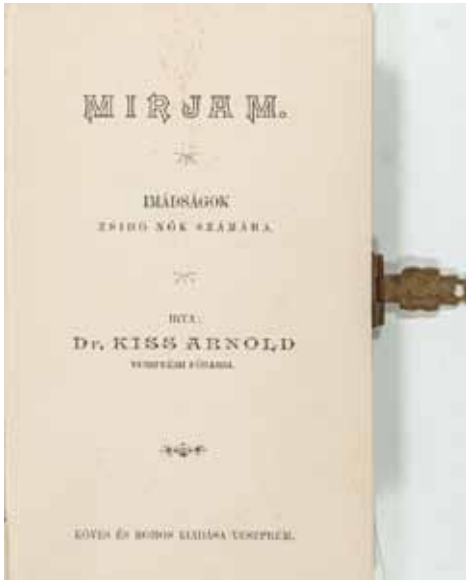 MIRJAM.
IMÁDSÁGOK
ZSIDÓ NŐK SZÁMÁRA.
IRTA:
Dr. KISS ARNOLD
VESZPRÉMI FŐRABBI.
KÖVES ÉS BOROS KIADÁSA VESZPRÉM.